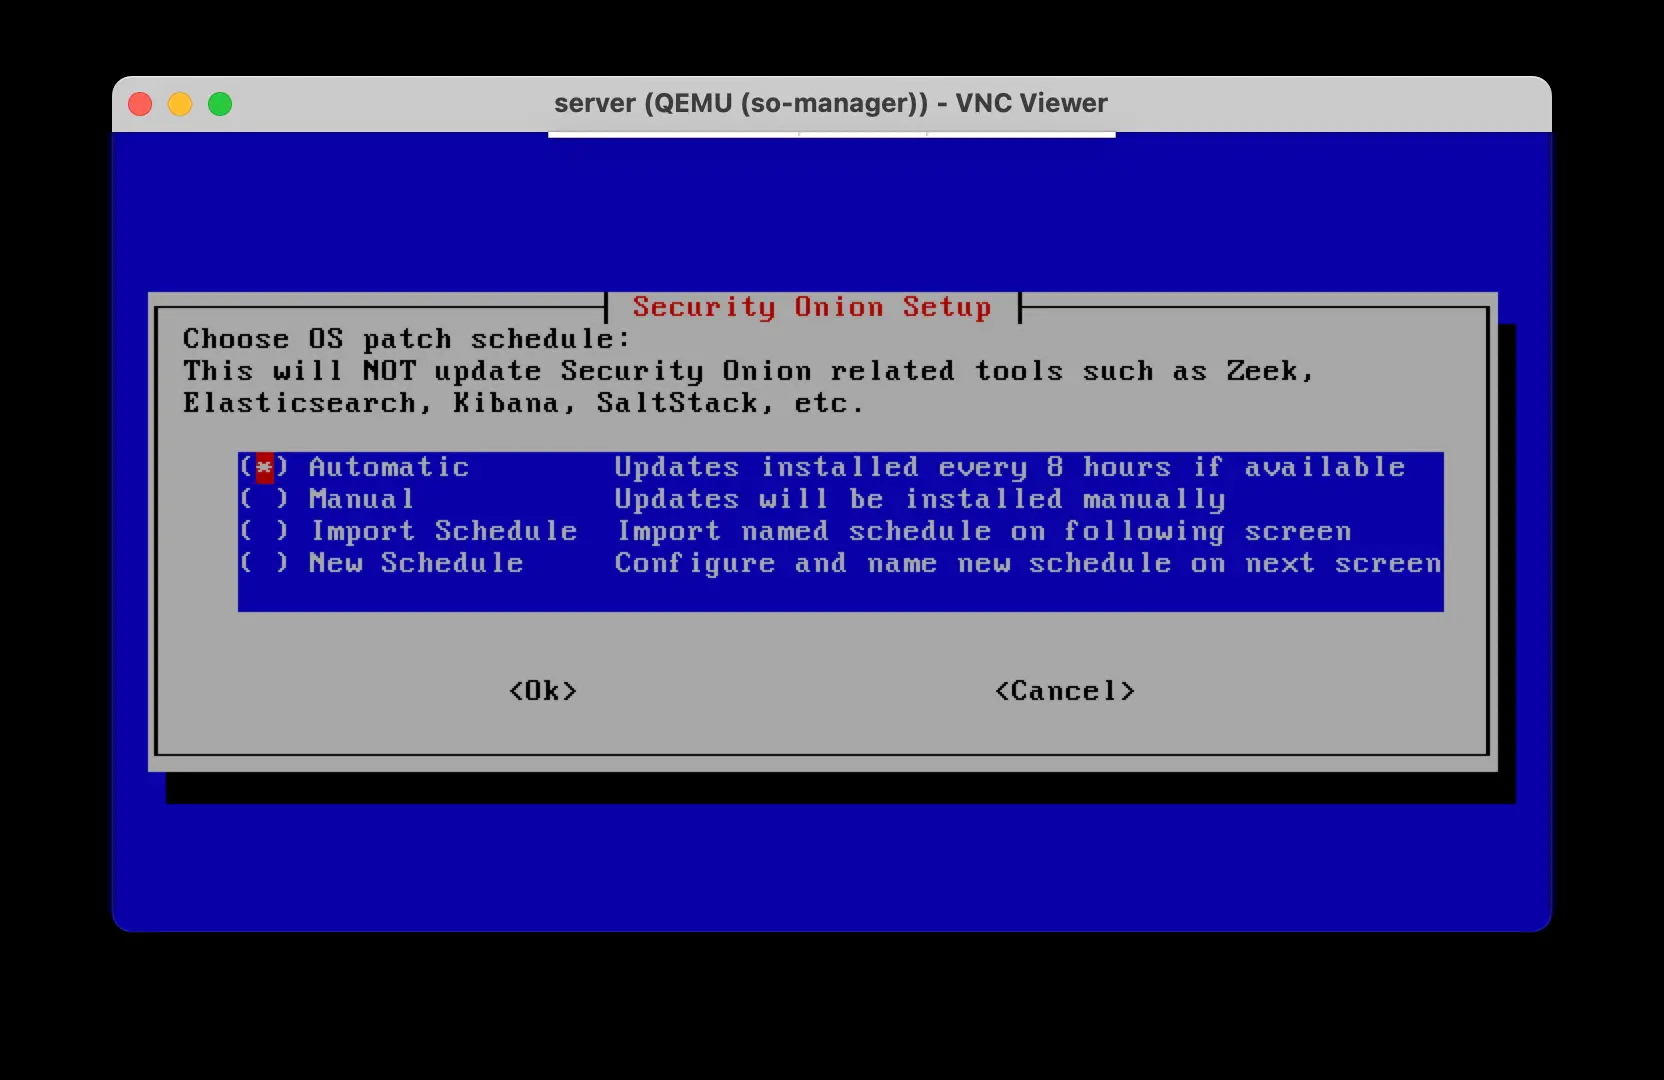 server (QEMU (so-manager)) - VNC Viewer
Security Onion Setup
Choose OS patch schedule:
This will NOT update Security Onion related tools such as Zeek,
Elasticsearch, Kibana, SaltStack, etc.
(*) Automatic Updates installed every 8 hours if available
( ) Manual Updates will be installed manually
( ) Import Schedule Import named schedule on following screen
( ) New Schedule Configure and name new schedule on next screen
<Ok> <Cancel>